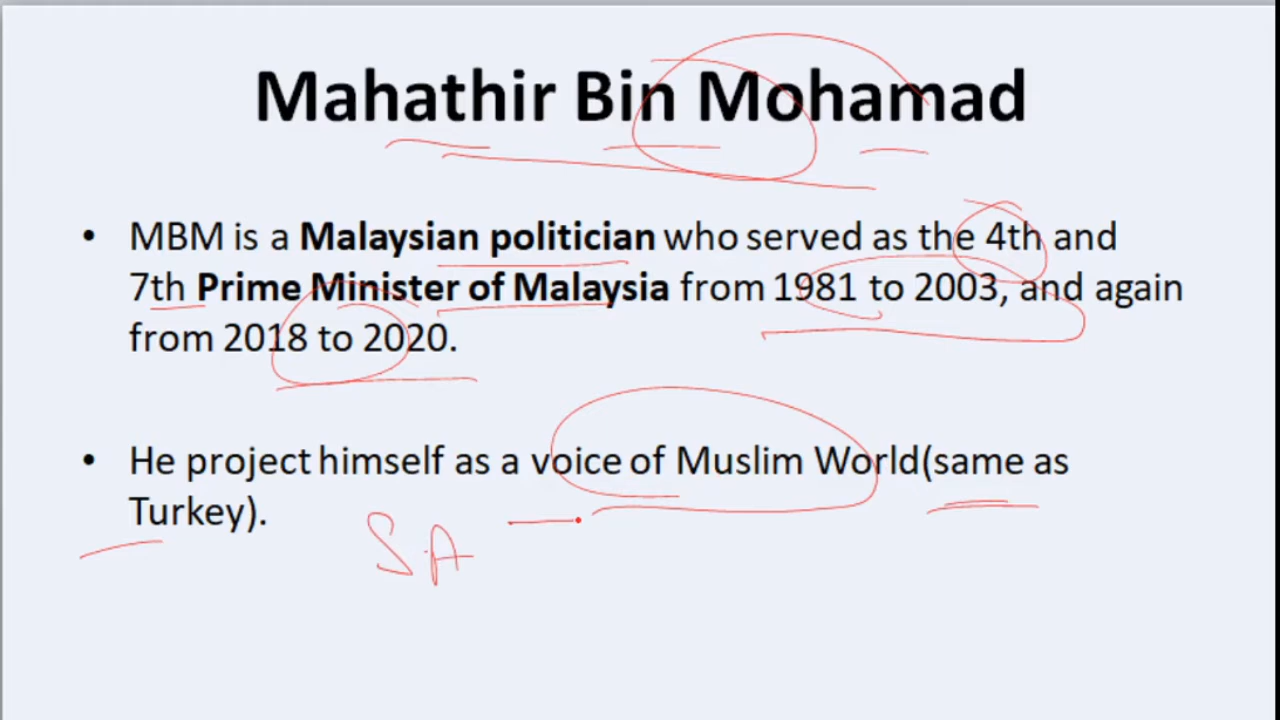 Mahathir Bin Mohamad
• MBM is a Malaysian politician who served as the 4th and
7th Prime Minister of Malaysia from 1981 to 2003, and again
from 2018 to 2020.
• He project himself as a voice of Muslim World(same as
Turkey).
SA